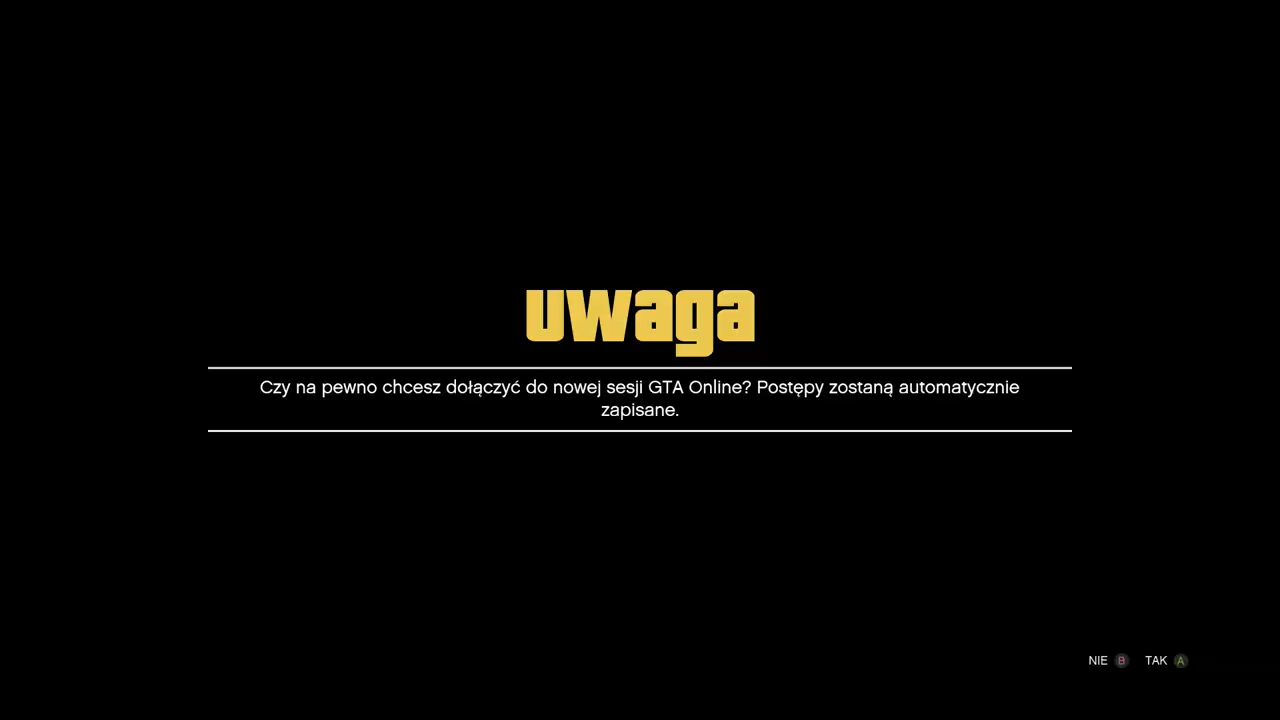 uwaga
Czy na pewno chcesz dołączyć do nowej sesji GTA Online? Postępy zostaną automatycznie
zapisane.
NIE B TAK A